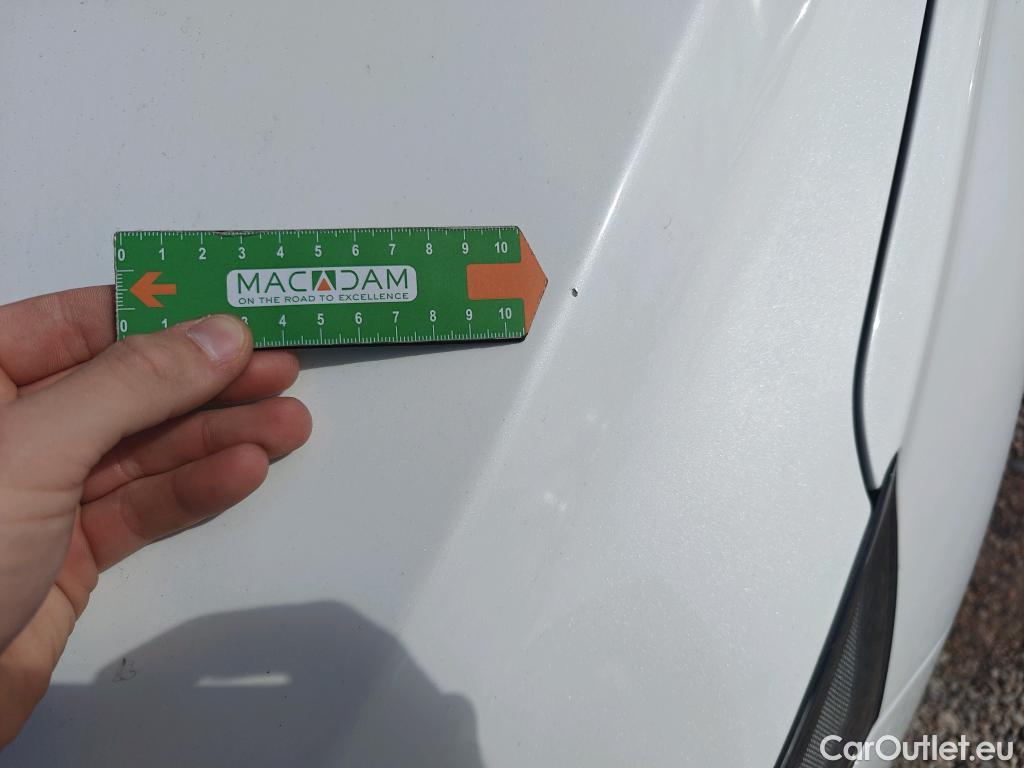 0 1 2 3 4 5 6 7 8 9 10
MACADAM
ON THE ROAD TO EXCELLENCE
0 1 3 4 5 6 7 8 9 10
CarOutlet.eu